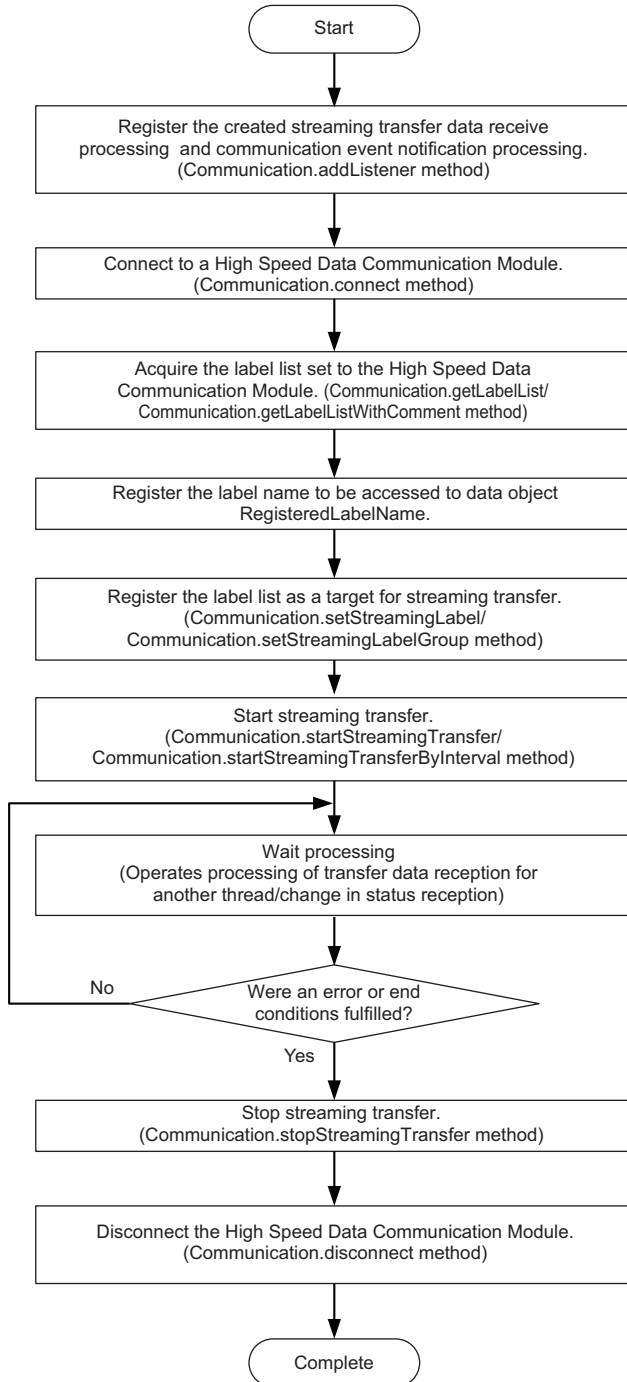 Start
Register the created streaming transfer data receive
processing and communication event notification processing.
(Communication.addListener method)
Connect to a High Speed Data Communication Module.
(Communication.connect method)
Acquire the label list set to the High Speed Data
Communication Module. (Communication.getLabelList/
Communication.getLabelListWithComment method)
Register the label name to be accessed to data object
RegisteredLabelName.
Register the label list as a target for streaming transfer.
(Communication.setStreamingLabel/
Communication.setStreamingLabelGroup method)
Start streaming transfer.
(Communication.startStreamingTransfer/
Communication.startStreamingTransferByInterval method)
Wait processing
(Operates processing of transfer data reception for
another thread/change in status reception)
No
Were an error or end
conditions fulfilled?
Yes
Stop streaming transfer.
(Communication.stopStreamingTransfer method)
Disconnect the High Speed Data Communication Module.
(Communication.disconnect method)
Complete